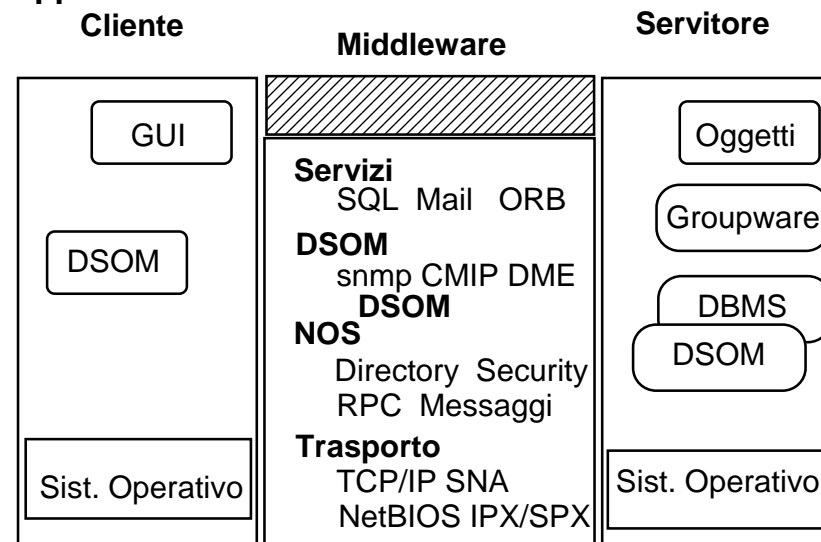 Cliente
Middleware
Servitore
GUI
DSOM
Sist. Operativo
Servizi
SQL Mail ORB
DSOM
snmp CMIP DME
DSOM
NOS
Directory Security
RPC Messaggi
Trasporto
TCP/IP SNA
NetBIOS IPX/SPX
Oggetti
Groupware
DBMS
DSOM
Sist. Operativo